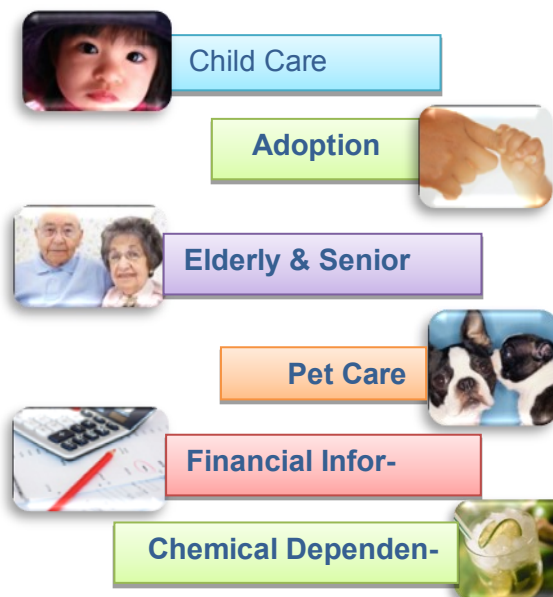 Child Care
Adoption
Elderly & Senior
Pet Care
Financial Infor-
Chemical Dependen-